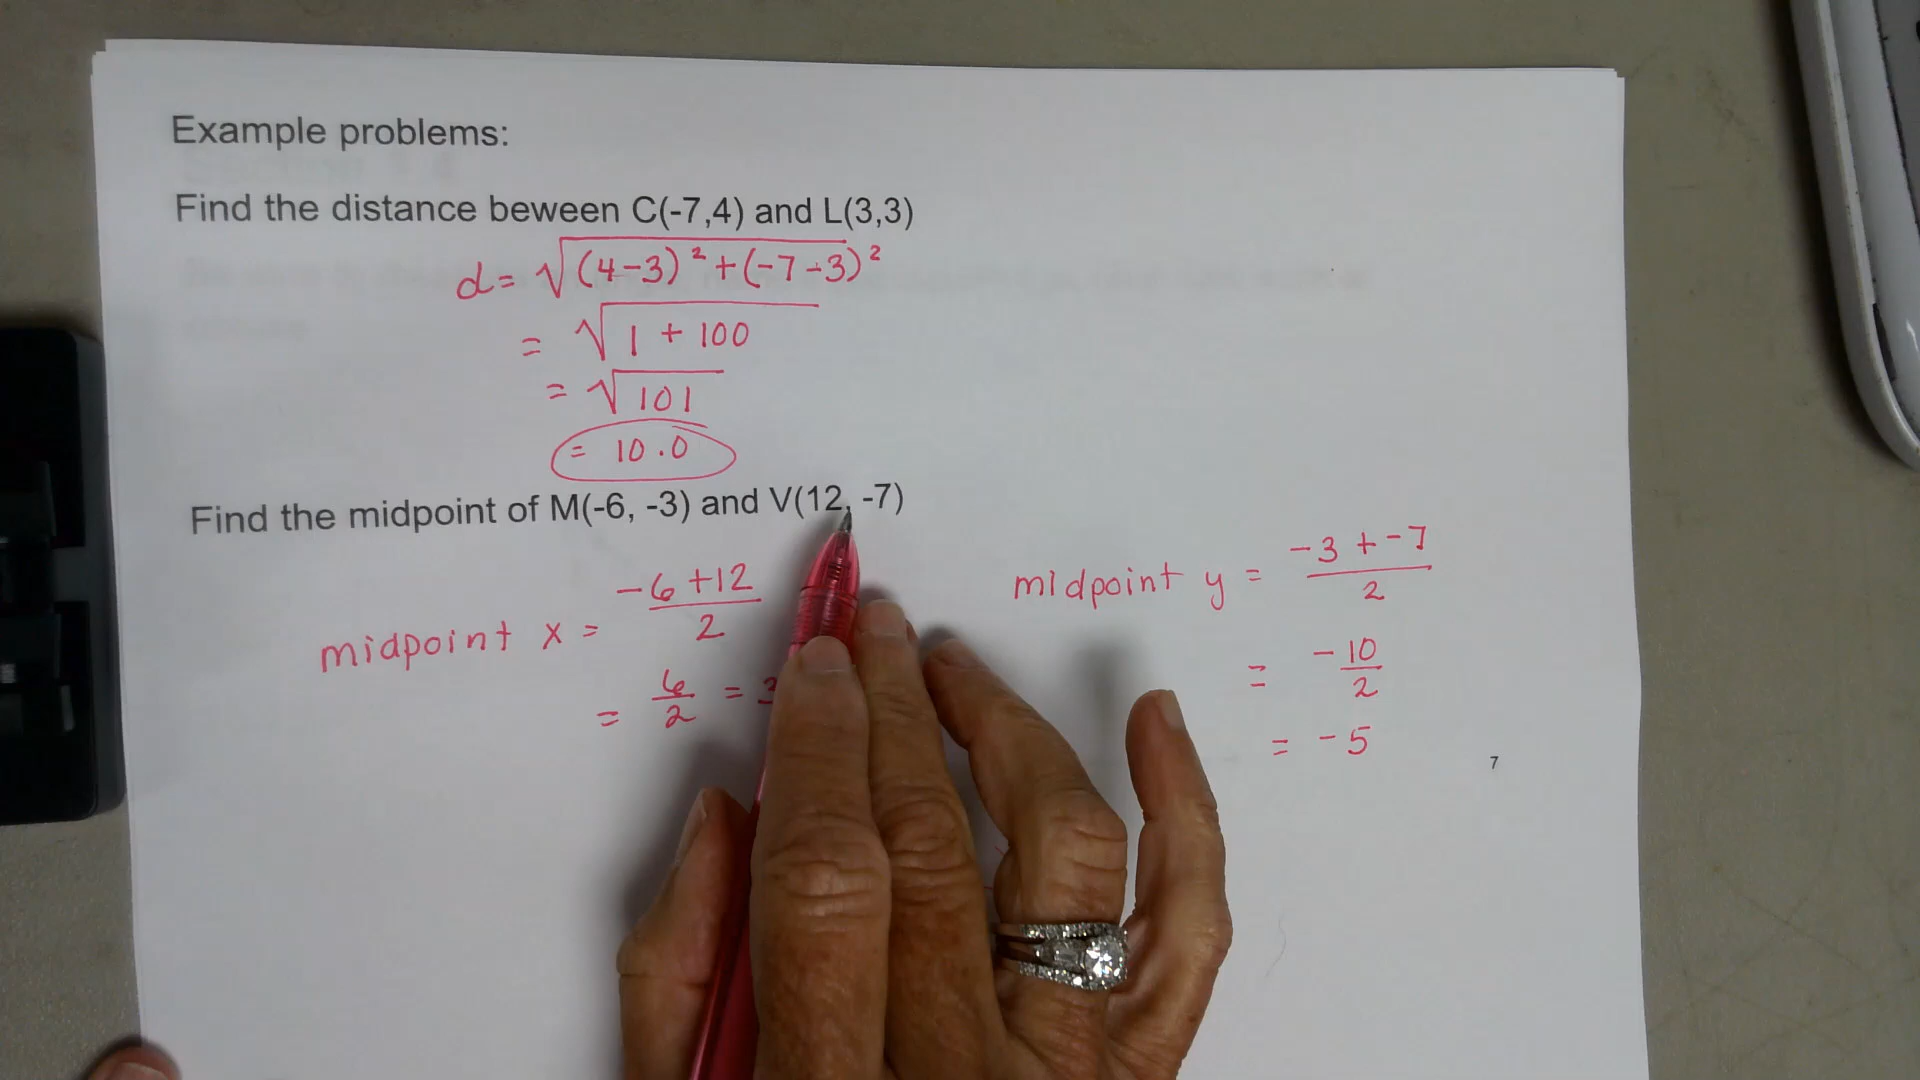 Example problems:
Find the distance beween C(-7,4) and L(3,3)
d = √(4-3)² + (-7-3)²
= √1 + 100
= √101
= 10.0
Find the midpoint of M(-6, -3) and V(12, -7)
midpoint x = -6+12/2
= 6/2 = 3
midpoint y = -3 + -7/2
= -10/2
= -5
7